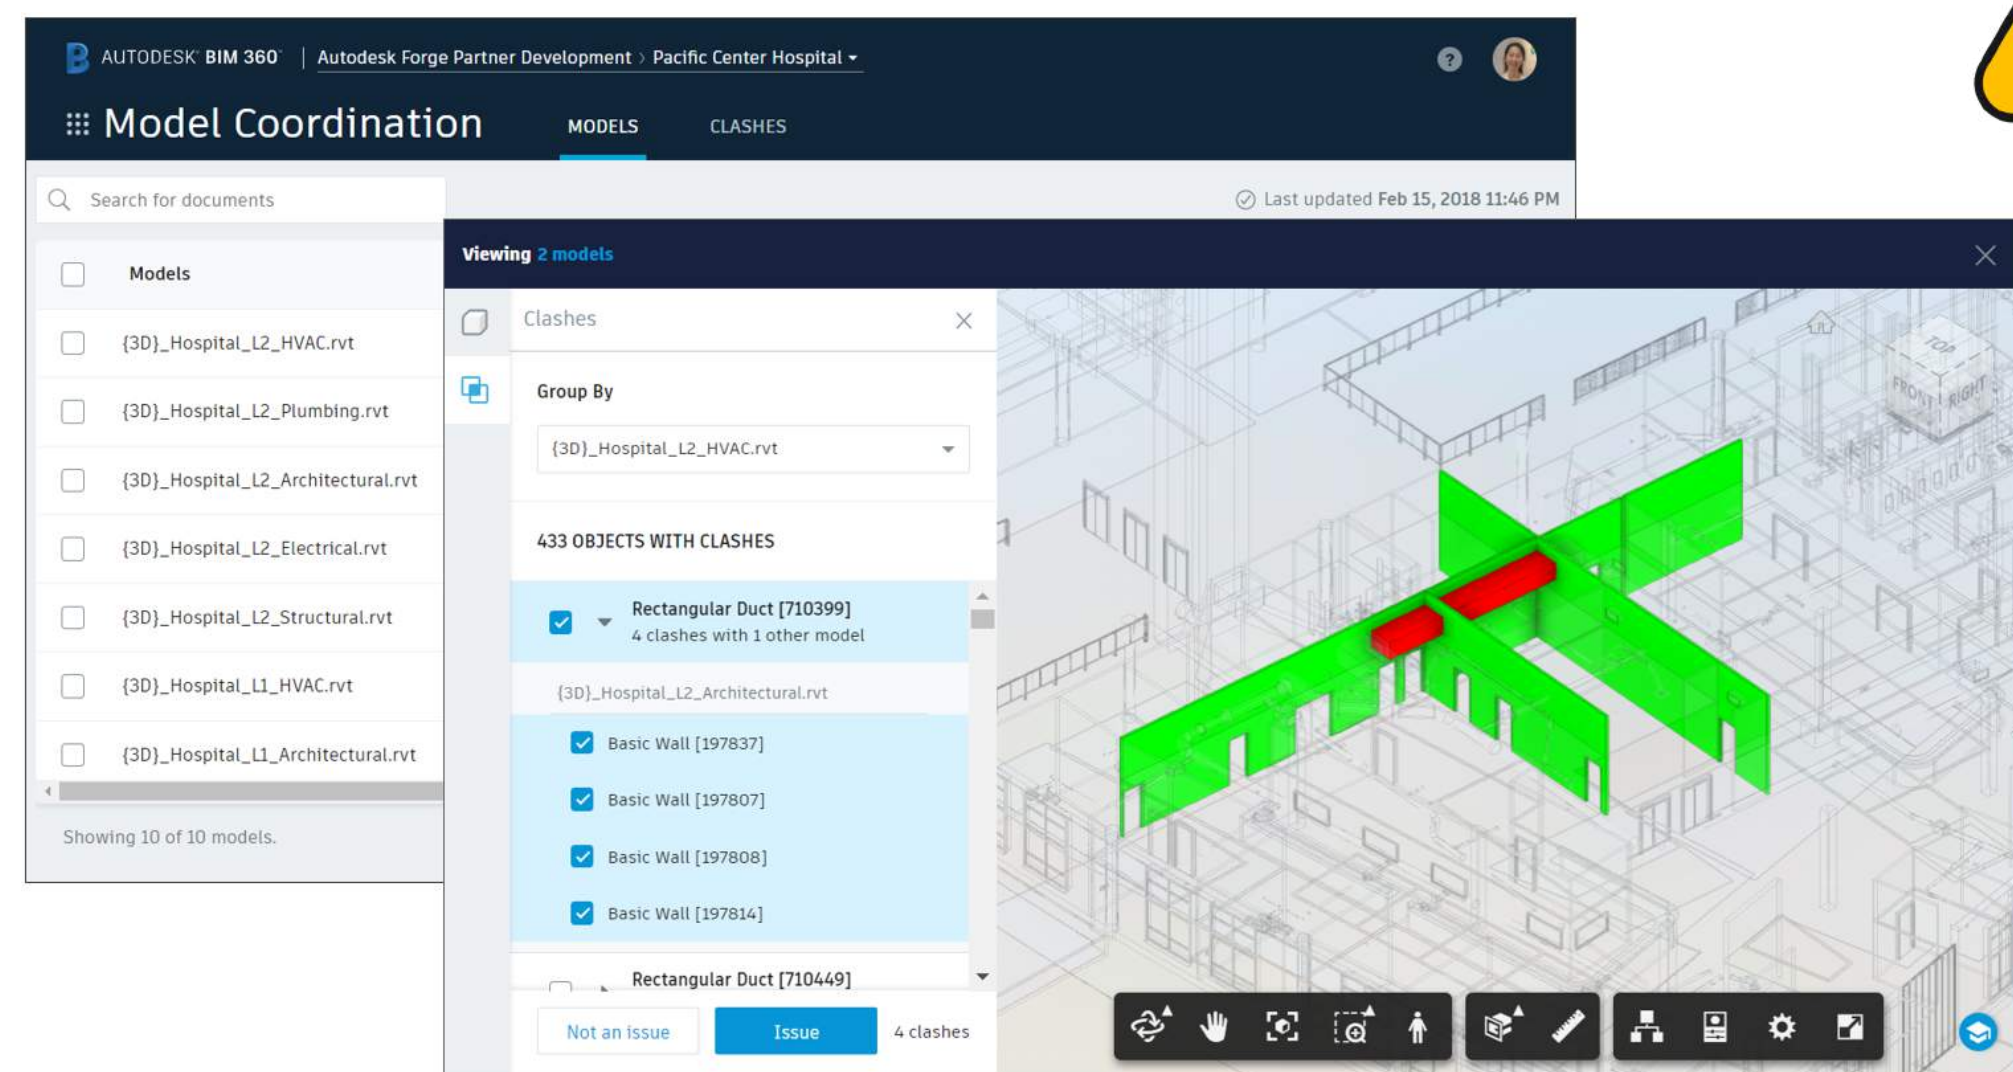 AUTODESK® BIM 360™ | Autodesk Forge Partner Development > Pacific Center Hospital
Model Coordination MODELS CLASHES
Search for documents
Last updated Feb 15, 2018 11:46 PM
Models
{3D}_Hospital_L2_HVAC.rvt
{3D}_Hospital_L2_Plumbing.rvt
{3D}_Hospital_L2_Architectural.rvt
{3D}_Hospital_L2_Electrical.rvt
{3D}_Hospital_L2_Structural.rvt
{3D}_Hospital_L1_HVAC.rvt
{3D}_Hospital_L1_Architectural.rvt
Showing 10 of 10 models.
Viewing 2 models
Clashes
Group By
{3D}_Hospital_L2_HVAC.rvt
433 OBJECTS WITH CLASHES
Rectangular Duct [710399]
4 clashes with 1 other model
{3D}_Hospital_L2_Architectural.rvt
Basic Wall [197837]
Basic Wall [197807]
Basic Wall [197808]
Basic Wall [197814]
Rectangular Duct [710449]
Not an issue
Issue
4 clashes
TOP
FRONT
RIGHT